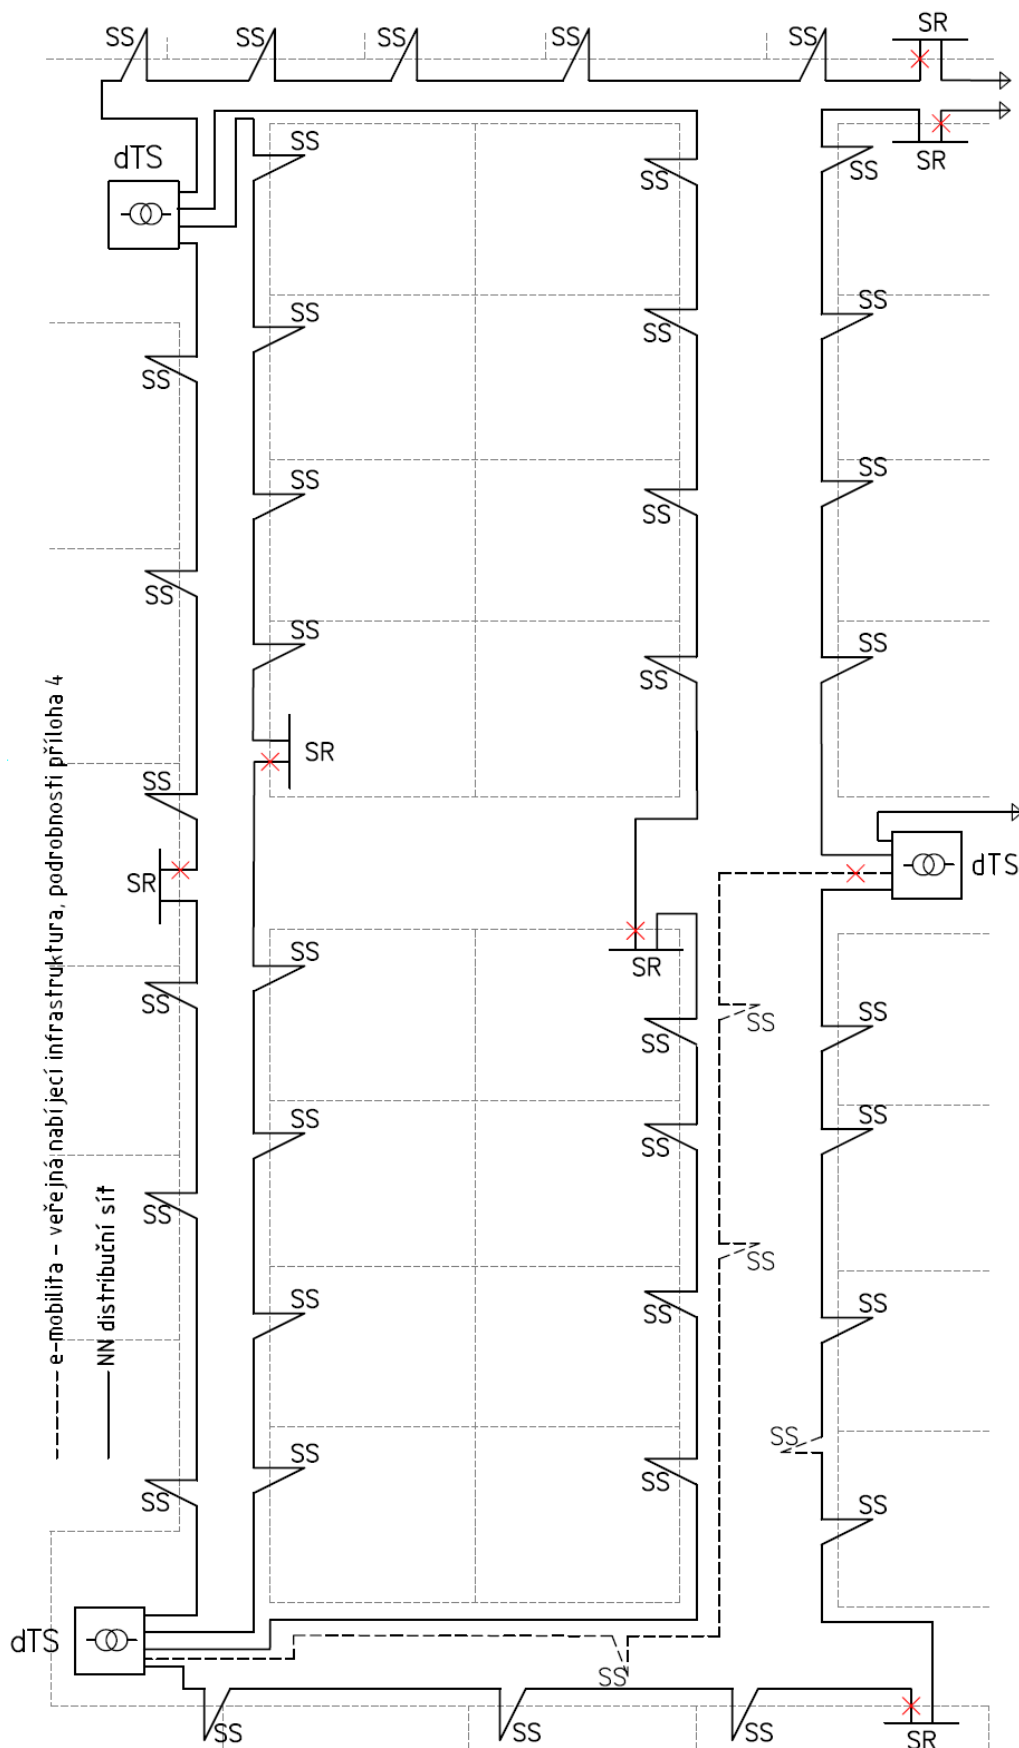 SS SS SS SS SS SR
dTS SS SS SS SR
SS SS SS
SS
SS SS SS
SS
SS SS SS
SR
SS
dTS
SR
SS SR
SS SS SS
SS
SS SS SS
SS
SS
SS SS SS
SS
SS SS SS
SS
dTS
SS
SS SS SS SR
e-mobilita - veřejná nabíjecí infrastruktura, podrobnosti příloha 4
NN distribuční síť